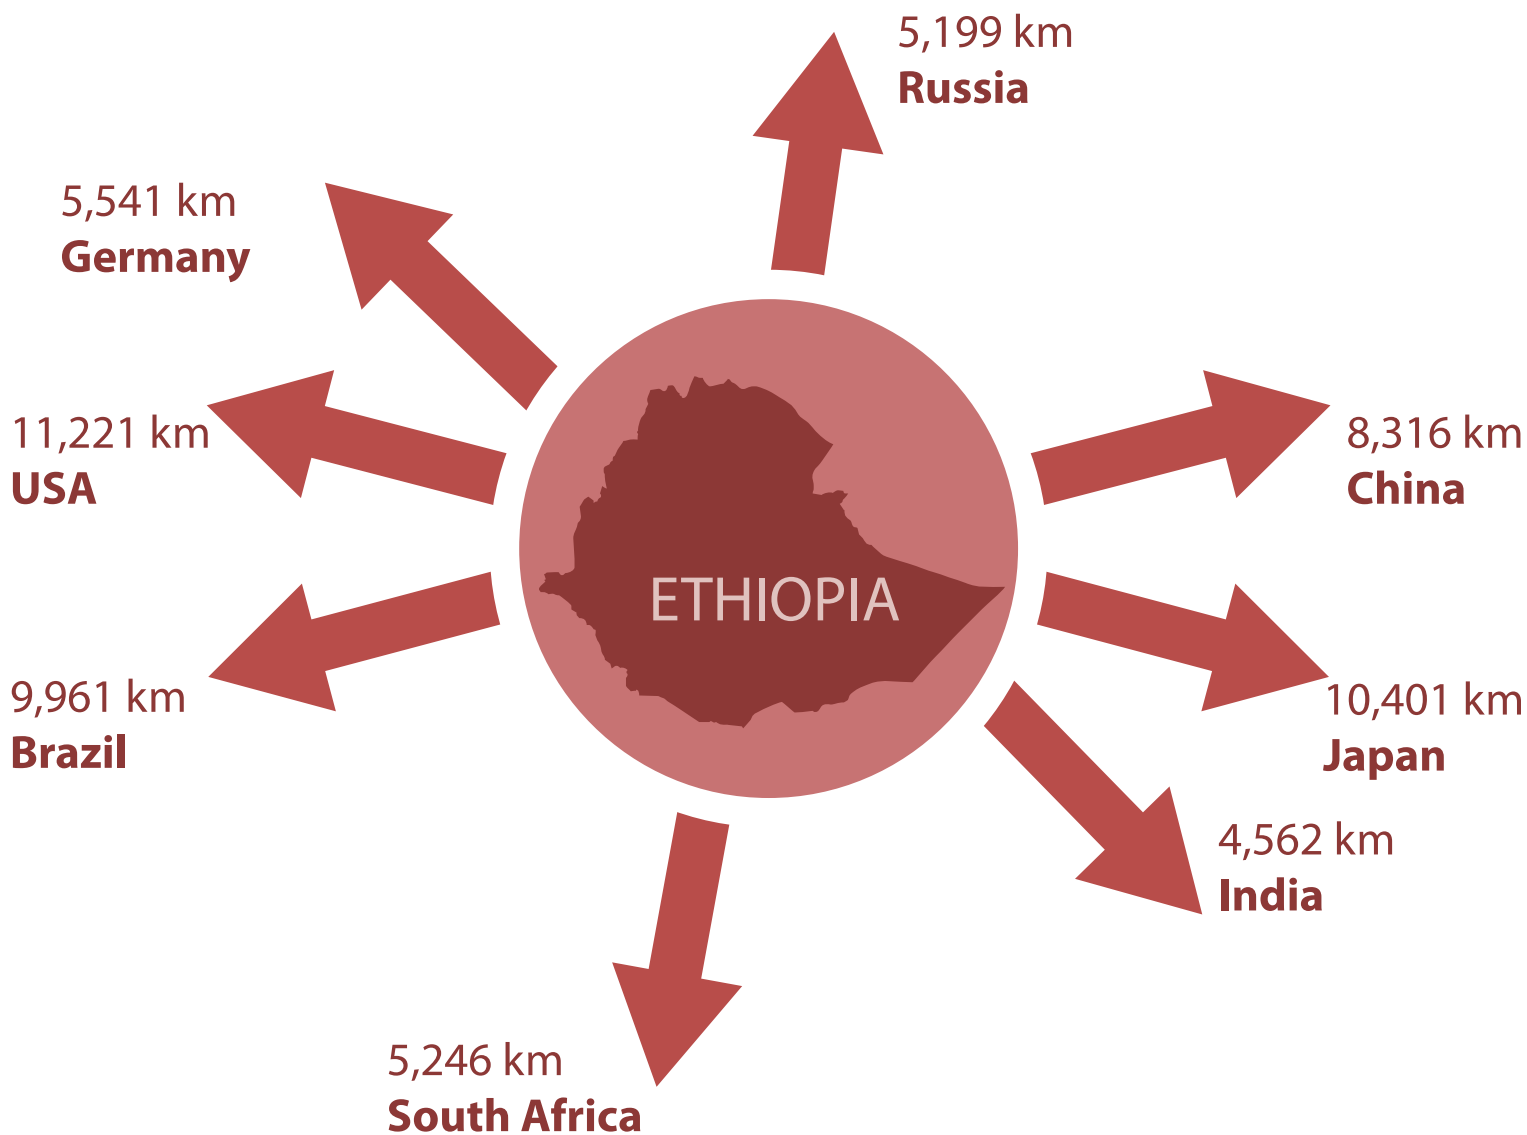 5,199 km
Russia
5,541 km
Germany
11,221 km
USA
8,316 km
China
ETHIOPIA
9,961 km
Brazil
10,401 km
Japan
4,562 km
India
5,246 km
South Africa